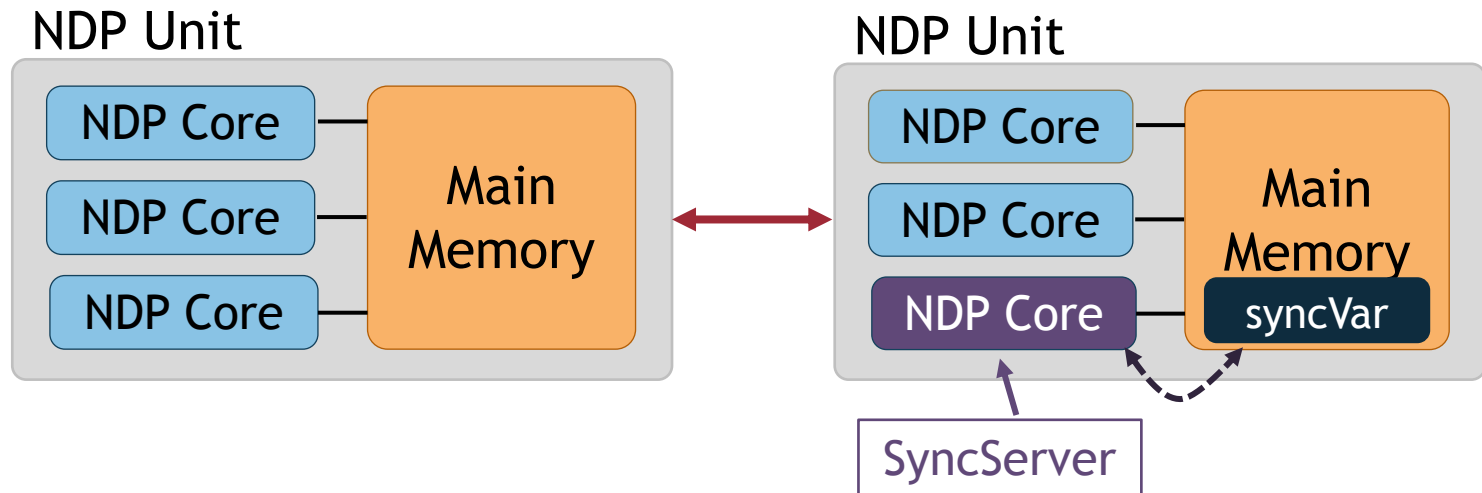 NDP Unit
NDP Core
NDP Core
NDP Core
Main
Memory
NDP Unit
NDP Core
NDP Core
NDP Core
Main
Memory
syncVar
SyncServer